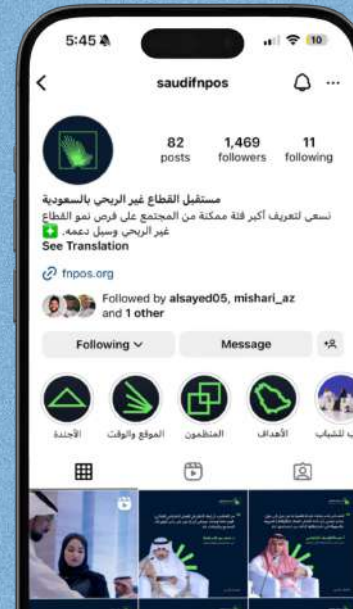 5:45
10
saudifnpos
82 1,469 11
posts followers following
مستقبل القطاع غير الربحي بالسعودية
نسعى لتعريف أكبر فئة ممكنة من المجتمع على فرص نمو القطاع
غير الربحي وسبل دعمه.
See Translation
fnpos.org
Followed by alsayed05, mishari_az
and 1 other
Following Message
الأجندة الموقع والوقت المنظمون الأهداف ب للشباب